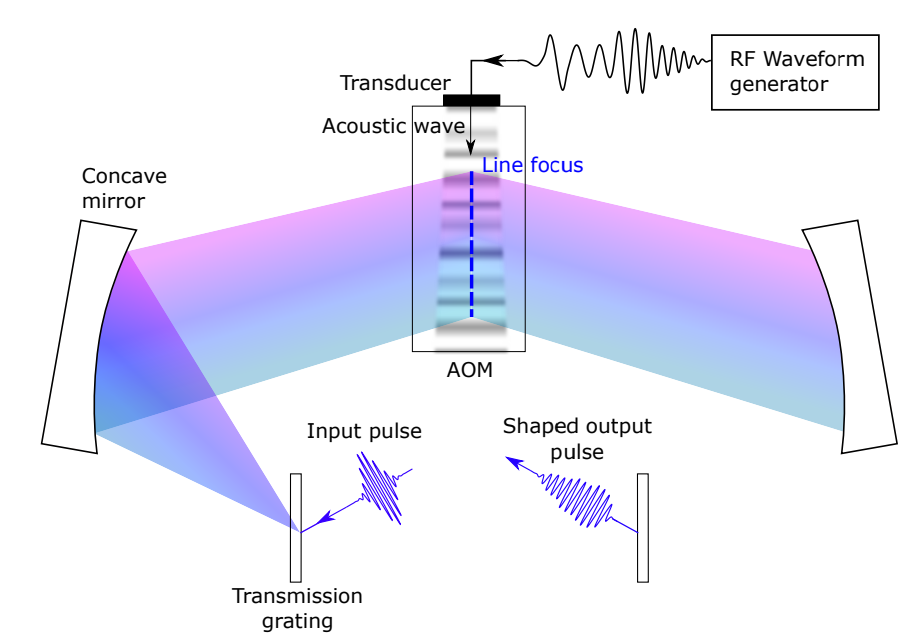 RF Waveform
generator
Transducer
Acoustic wave
Line focus
Concave
mirror
AOM
Input pulse
Shaped output
pulse
Transmission
grating